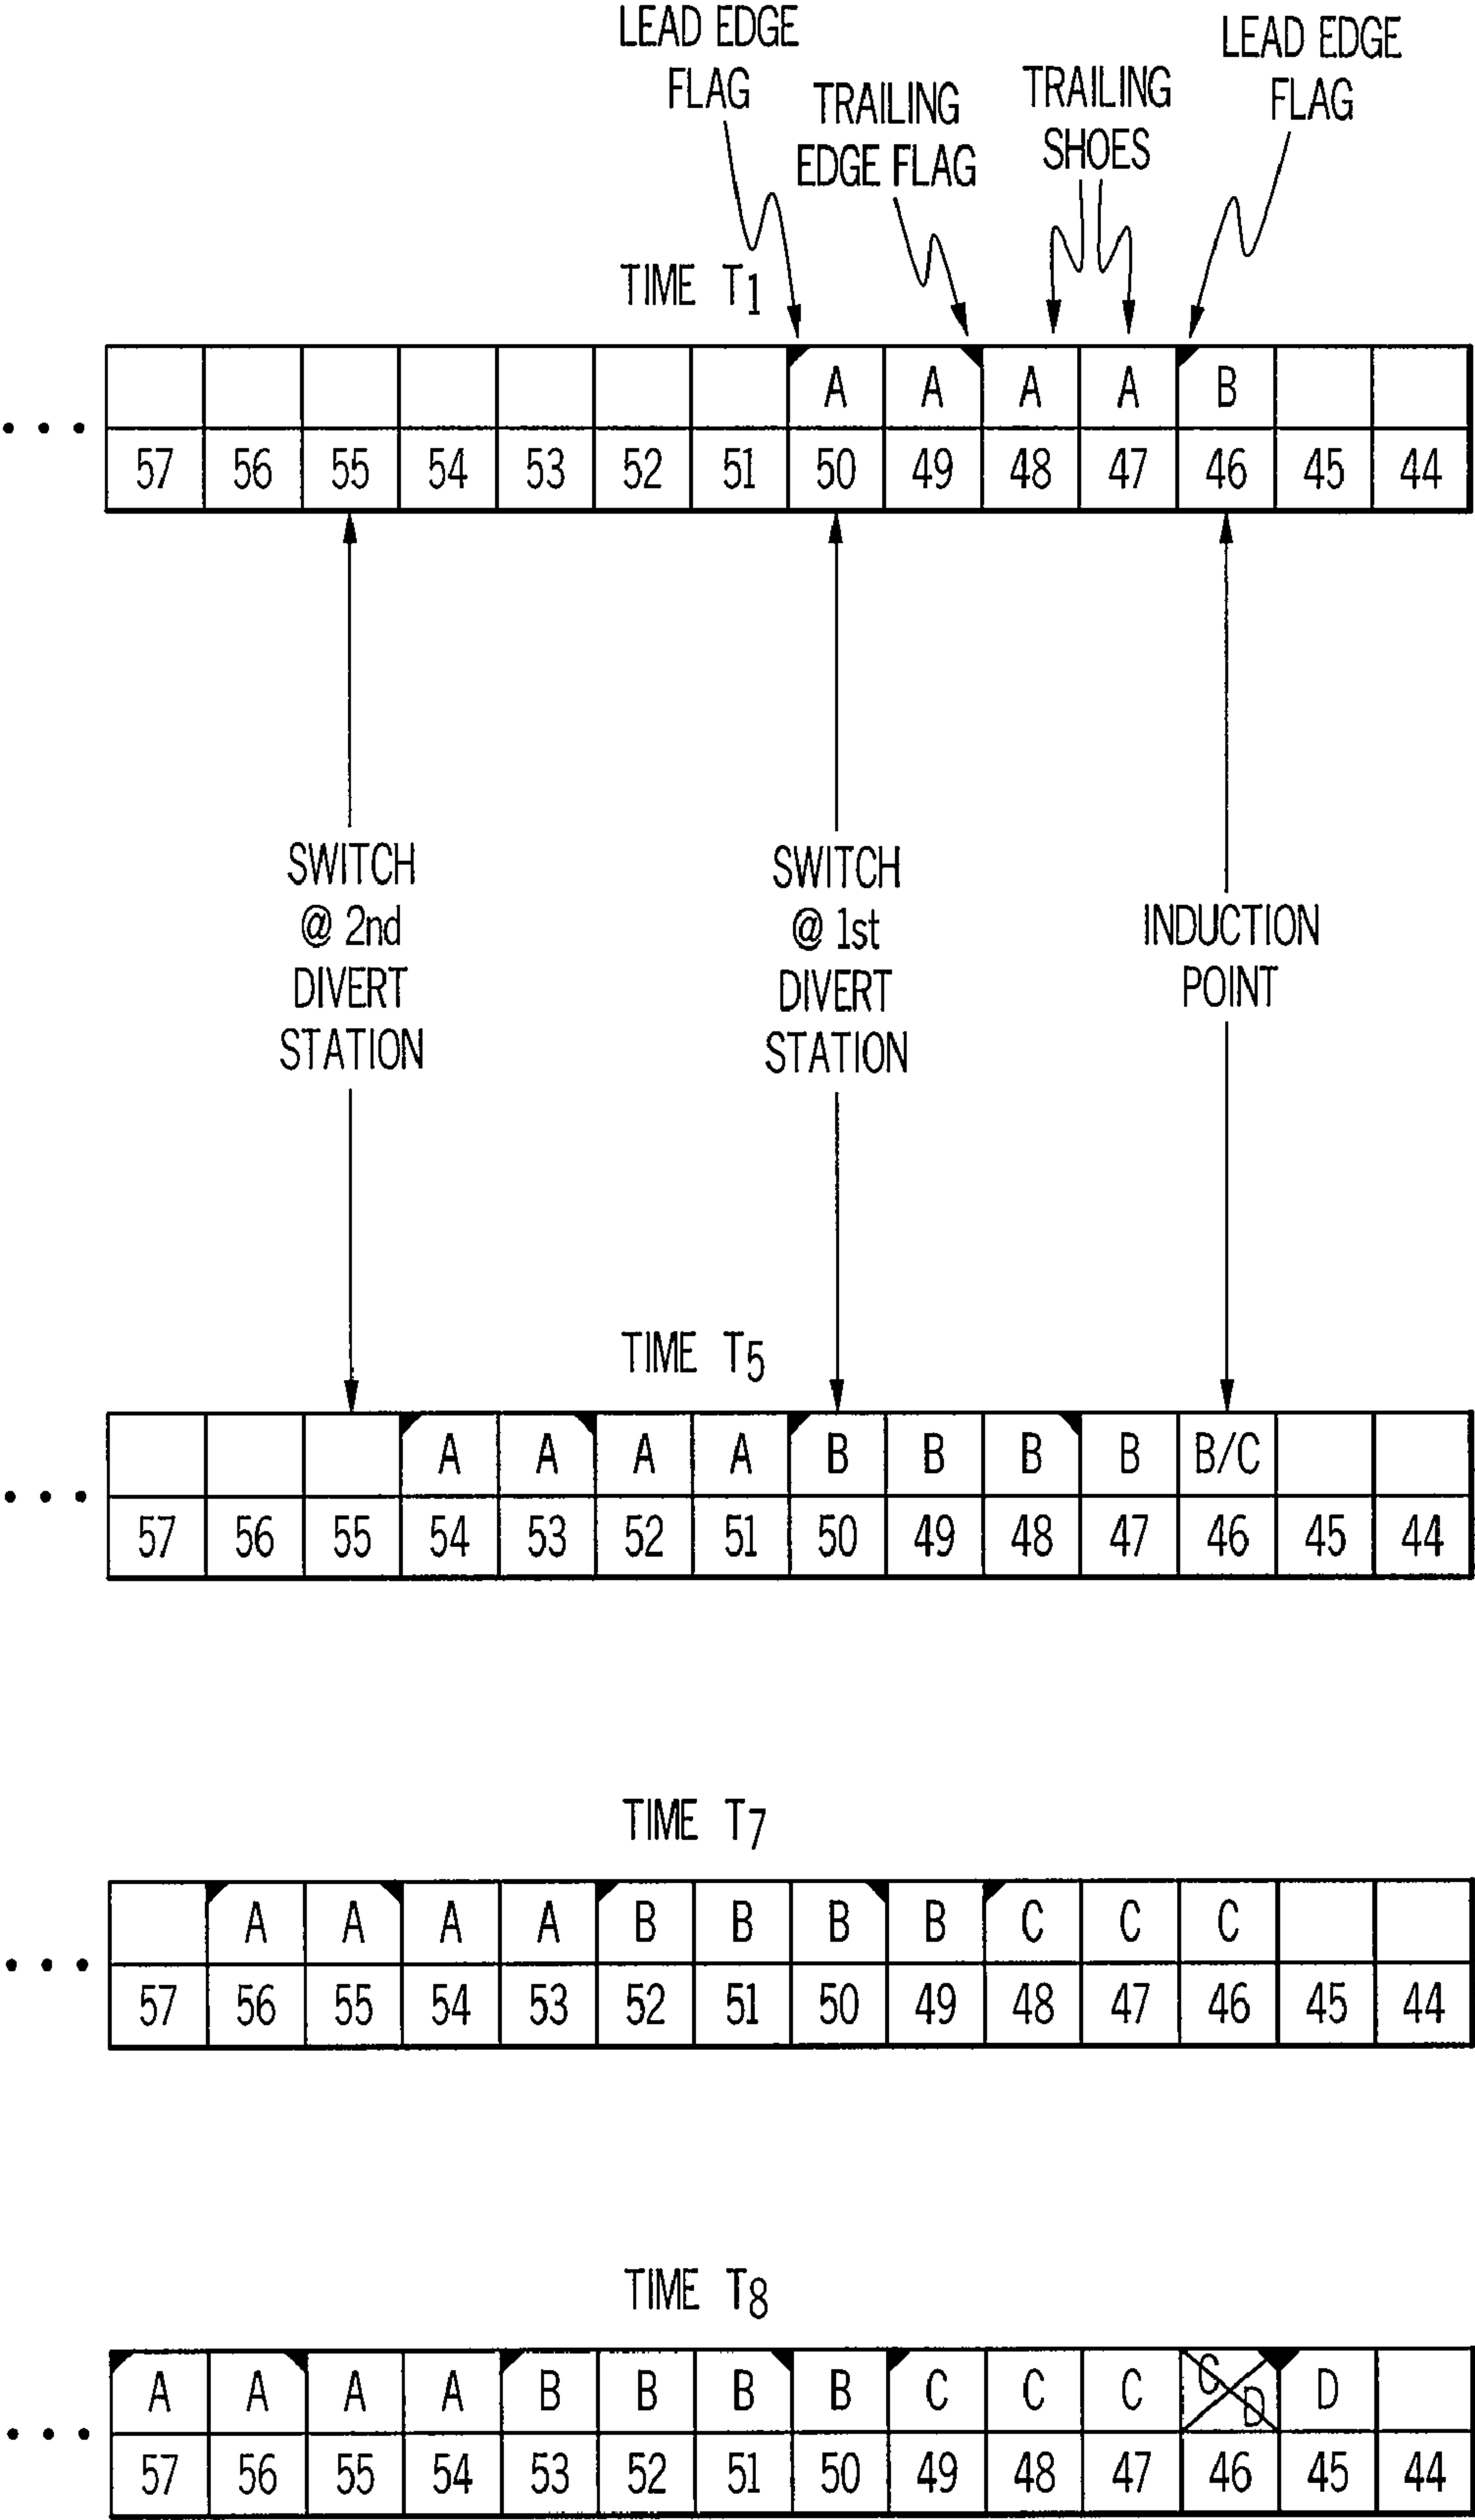 LEAD EDGE
FLAG
TRAILING
EDGE FLAG
TRAILING
SHOES
LEAD EDGE
FLAG
TIME T1
A A A A B
57 56 55 54 53 52 51 50 49 48 47 46 45 44
SWITCH
@ 2nd
DIVERT
STATION
SWITCH
@ 1st
DIVERT
STATION
INDUCTION
POINT
TIME T5
A A A A B B B B B/C
57 56 55 54 53 52 51 50 49 48 47 46 45 44
TIME T7
A A A A B B B B C C C
57 56 55 54 53 52 51 50 49 48 47 46 45 44
TIME T8
A A A A B B B B C C C C D D
57 56 55 54 53 52 51 50 49 48 47 46 45 44